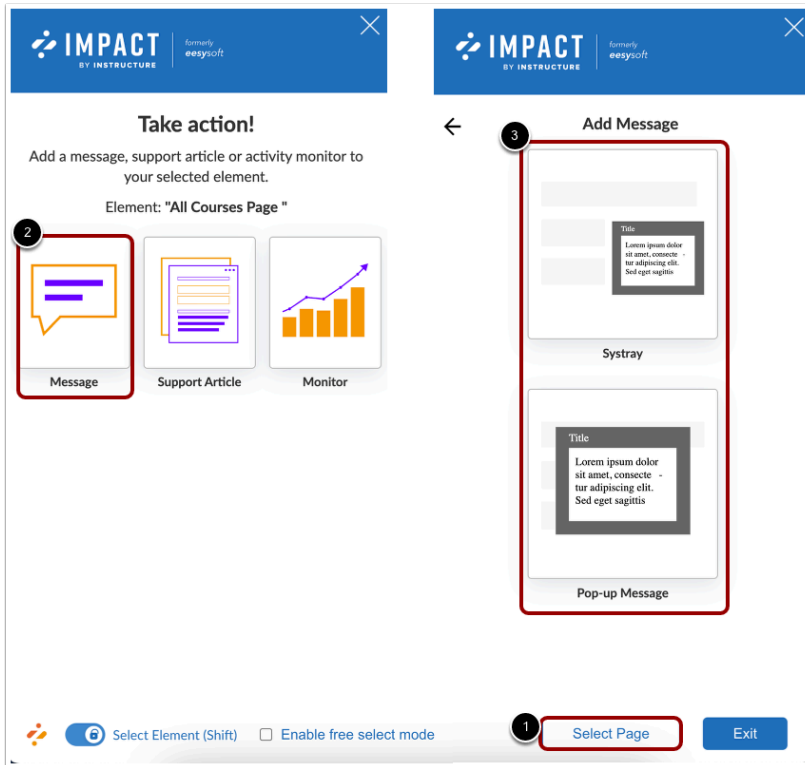 IMPACT
BY INSTRUCTURE
formerly
eesysoft
Take action!
Add a message, support article or activity monitor to
your selected element.
Element: "All Courses Page "
2
Message
Support Article
Monitor
IMPACT
BY INSTRUCTURE
formerly
eesysoft
Add Message
3
Title
Lorem ipsum dolor
sit amet, consecte -
tur adipiscing elit.
Sed eget sagittis
Systray
Title
Lorem ipsum dolor
sit amet, consecte -
tur adipiscing elit.
Sed eget sagittis
Pop-up Message
Select Element (Shift)
Enable free select mode
1
Select Page
Exit